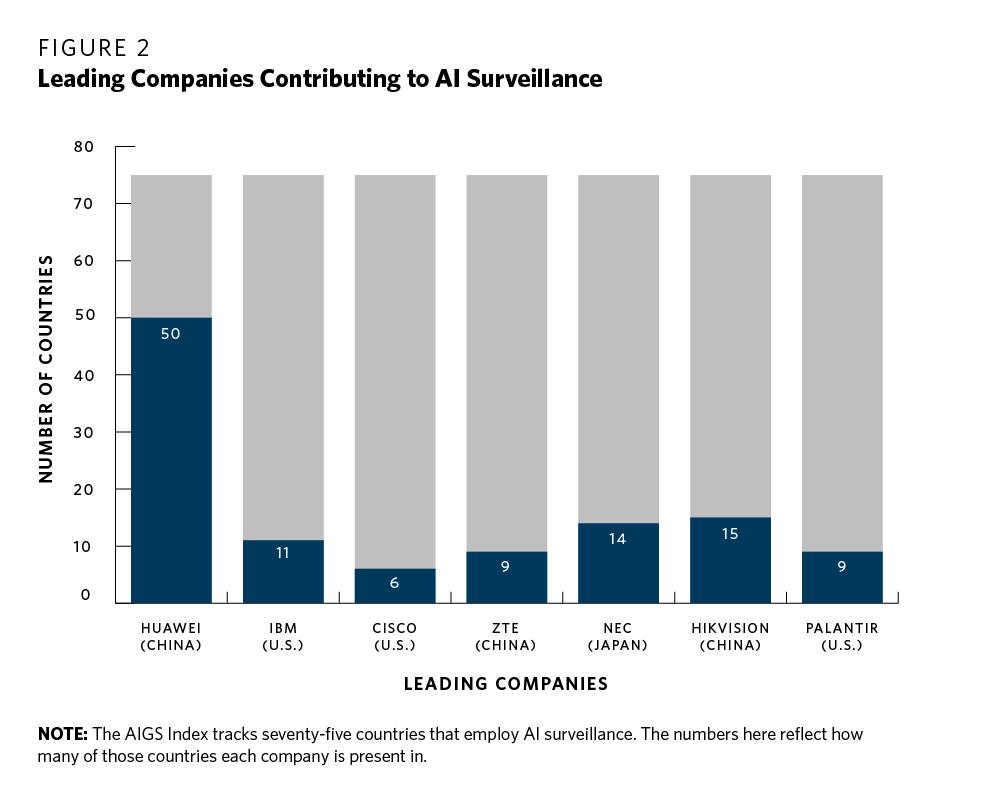 FIGURE 2
Leading Companies Contributing to AI Surveillance
80
70
60
50
40
30
20
10
0
NUMBER OF COUNTRIES
50
11
6
9
14
15
9
HUAWEI
(CHINA)
IBM
(U.S.)
CISCO
(U.S.)
ZTE
(CHINA)
NEC
(JAPAN)
HIKVISION
(CHINA)
PALANTIR
(U.S.)
LEADING COMPANIES
NOTE: The AIGS Index tracks seventy-five countries that employ AI surveillance. The numbers here reflect how
many of those countries each company is present in.